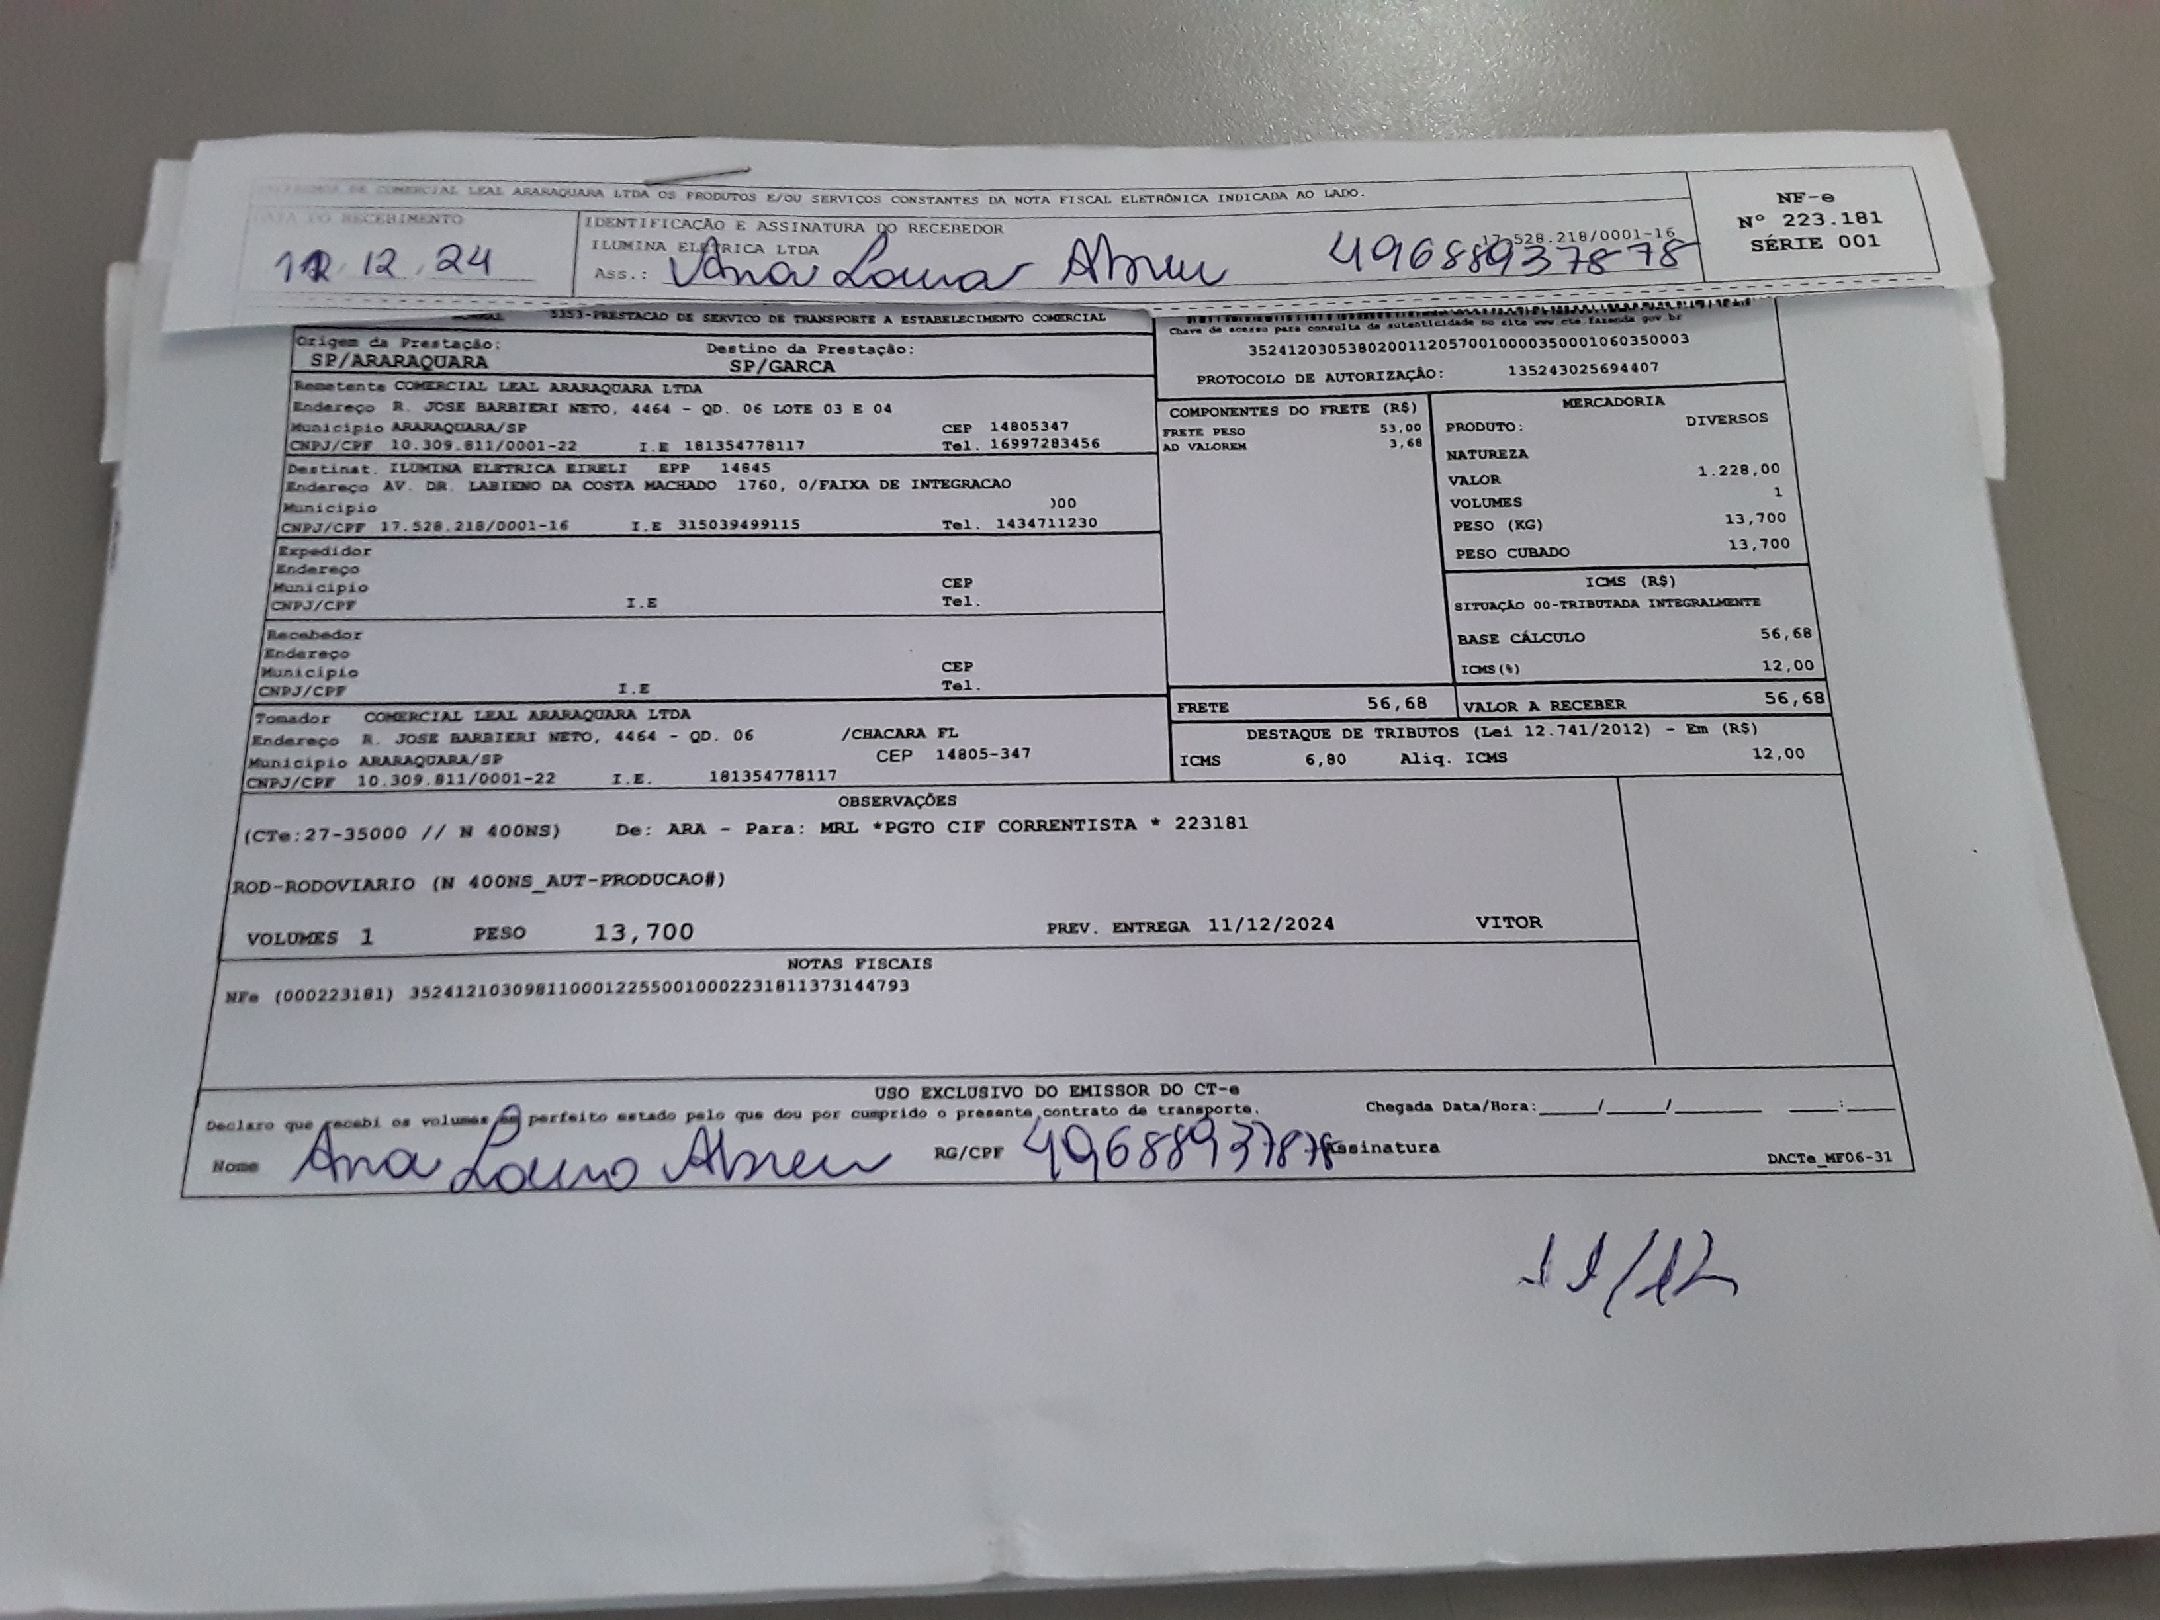 DE COMERCIAL LEAL ARARAQUARA LTDA OS PRODUTOS E/OU SERVICOS CONSTANTES DA NOTA FISCAL ELETRÔNICA INDICADA AO LADO.
NF-e
Nº 223.181
SÉRIE 001
DATA DO RECEBIMENTO
12.24
IDENTIFICAÇÃO E ASSINATURA DO RECEBEDOR
ILUMINA ELETRICA LTDA 17.528.218/0001-16
Ass.: Ana Laura Abreu 49688937878
5353-PRESTACAO DE SERVICO DE TRANSPORTE A ESTABELECIMENTO COMERCIAL
Chave de acesso para consulta de autenticidade no site www.cte.fazenda.gov.br
35241203053802001120570010000350001060350003
PROTOCOLO DE AUTORIZAÇÃO: 135243025694407
Origem da Prestação: Destino da Prestação:
SP/ARARAQUARA SP/GARCA
Remetente COMERCIAL LEAL ARARAQUARA LTDA
Endereço R. JOSE BARBIERI NETO, 4464 - QD. 06 LOTE 03 E 04
Município ARARAQUARA/SP CEP 14805347
CNPJ/CPF 10.309.811/0001-22 I.E 181354778117 Tel. 16997283456
Destinat. ILUMINA ELETRICA EIRELI EPP 14845
Endereço AV. DR. LABIENO DA COSTA MACHADO 1760, 0/FAIXA DE INTEGRACAO
Município 00
CNPJ/CPF 17.528.218/0001-16 I.E 315039499115 Tel. 1434711230
Expedidor
Endereço
Município CEP
CNPJ/CPF I.E Tel.
Recebedor
Endereço
Município CEP
CNPJ/CPF I.E Tel.
Tomador COMERCIAL LEAL ARARAQUARA LTDA
Endereço R. JOSE BARBIERI NETO, 4464 - QD. 06 /CHACARA FL
Município ARARAQUARA/SP CEP 14805-347
CNPJ/CPF 10.309.811/0001-22 I.E. 181354778117
COMPONENTES DO FRETE (R$)
FRETE PESO 53,00
AD VALOREM 3,68
MERCADORIA
PRODUTO: DIVERSOS
NATUREZA
VALOR 1.228,00
VOLUMES 1
PESO (KG) 13,700
PESO CUBADO 13,700
ICMS (R$)
SITUAÇÃO 00-TRIBUTADA INTEGRALMENTE
BASE CÁLCULO 56,68
ICMS(%) 12,00
FRETE 56,68 VALOR A RECEBER 56,68
DESTAQUE DE TRIBUTOS (Lei 12.741/2012) - Em (R$)
ICMS 6,80 Aliq. ICMS 12,00
OBSERVAÇÕES
(CTe:27-35000 // N 400NS) De: ARA - Para: MRL *PGTO CIF CORRENTISTA * 223181
ROD-RODOVIARIO (N 400NS_AUT-PRODUCAO#)
VOLUMES 1 PESO 13,700 PREV. ENTREGA 11/12/2024 VITOR
NOTAS FISCAIS
NFe (000223181) 35241210309811000122550010002231811373144793
USO EXCLUSIVO DO EMISSOR DO CT-e
Declaro que recebi os volumes em perfeito estado pelo que dou por cumprido o presente contrato de transporte. Chegada Data/Hora:____/____/______ ___:___
Nome Ana Laura Abreu RG/CPF 49688937878 Assinatura
DACTe_MF06-31
11/12